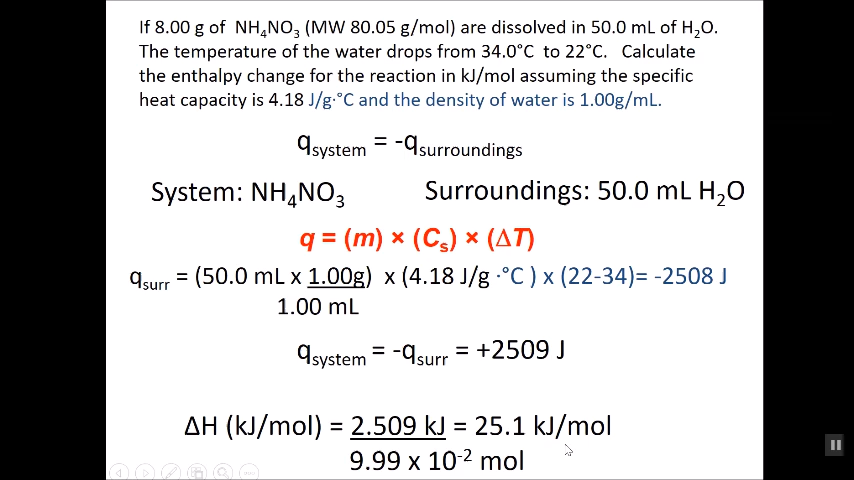 If 8.00 g of NH₄NO₃ (MW 80.05 g/mol) are dissolved in 50.0 mL of H₂O.
The temperature of the water drops from 34.0°C to 22°C. Calculate
the enthalpy change for the reaction in kJ/mol assuming the specific
heat capacity is 4.18 J/g·°C and the density of water is 1.00g/mL.
qsystem = -qsurroundings
System: NH₄NO₃ Surroundings: 50.0 mL H₂O
q = (m) × (Cs) × (ΔT)
qsurr = (50.0 mL x 1.00g) x (4.18 J/g ·°C ) x (22-34)= -2508 J
1.00 mL
qsystem = -qsurr = +2509 J
ΔH (kJ/mol) = 2.509 kJ = 25.1 kJ/mol
9.99 x 10⁻² mol